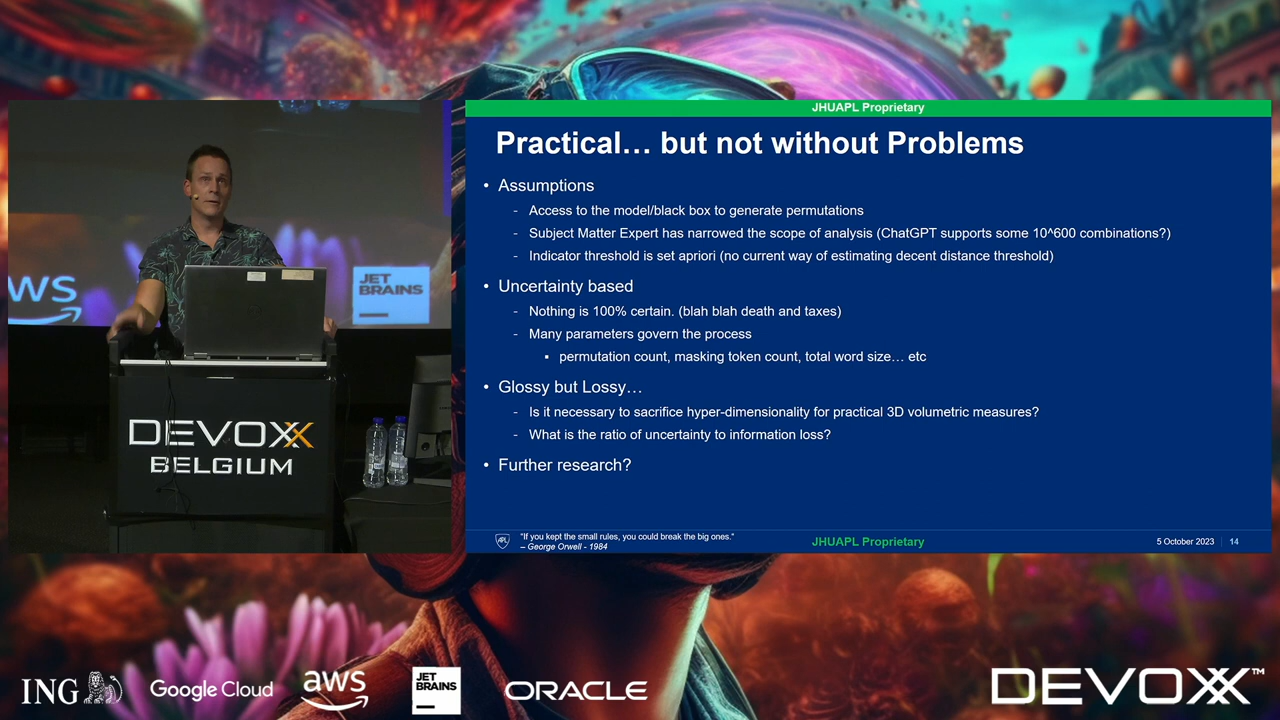 JHUAPL Proprietary
Practical… but not without Problems
• Assumptions
- Access to the model/black box to generate permutations
- Subject Matter Expert has narrowed the scope of analysis (ChatGPT supports some 10^600 combinations?)
- Indicator threshold is set apriori (no current way of estimating decent distance threshold)
• Uncertainty based
- Nothing is 100% certain. (blah blah death and taxes)
- Many parameters govern the process
▪ permutation count, masking token count, total word size… etc
• Glossy but Lossy…
- Is it necessary to sacrifice hyper-dimensionality for practical 3D volumetric measures?
- What is the ratio of uncertainty to information loss?
• Further research?
APL
"If you kept the small rules, you could break the big ones."
– George Orwell - 1984
JHUAPL Proprietary
5 October 2023 | 14
ws
JET
BRAINS
DEVOXX
BELGIUM
ING
Google Cloud
aws
JET
BRAINS
ORACLE
DEVOXX™